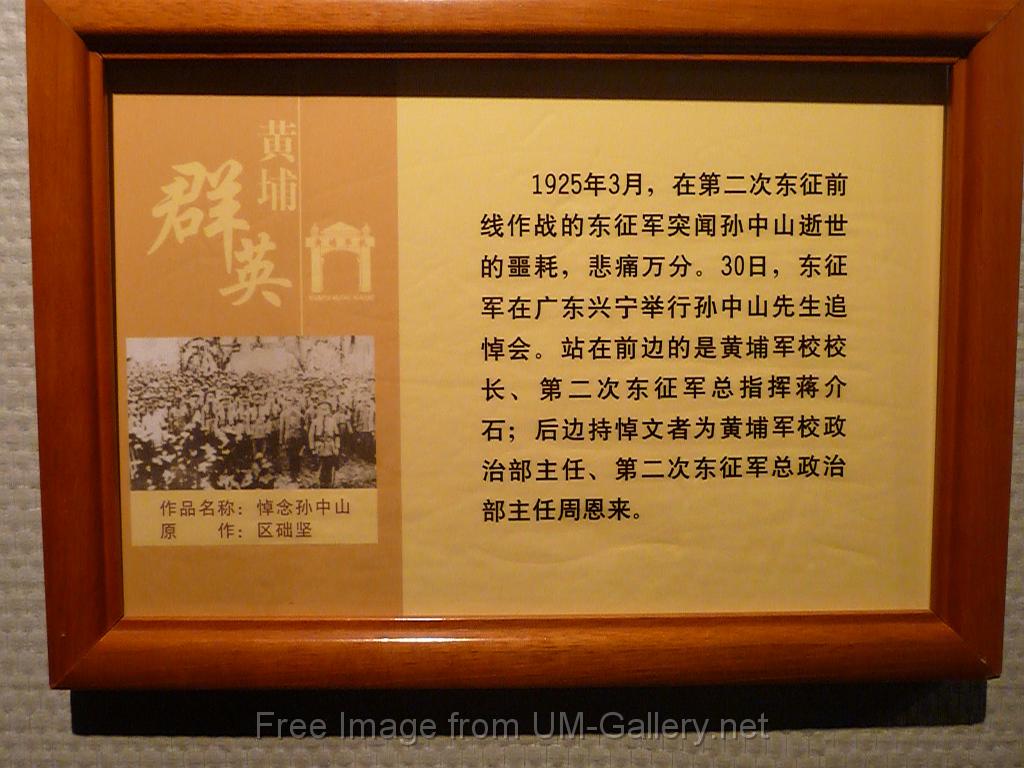 黄埔
群英
作品名称：悼念孙中山
原　　作：区础坚
1925年3月，在第二次东征前
线作战的东征军突闻孙中山逝世
的噩耗，悲痛万分。30日，东征
军在广东兴宁举行孙中山先生追
悼会。站在前边的是黄埔军校校
长、第二次东征军总指挥蒋介
石；后边持悼文者为黄埔军校政
治部主任、第二次东征军总政治
部主任周恩来。
Free Image from UM-Gallery.net